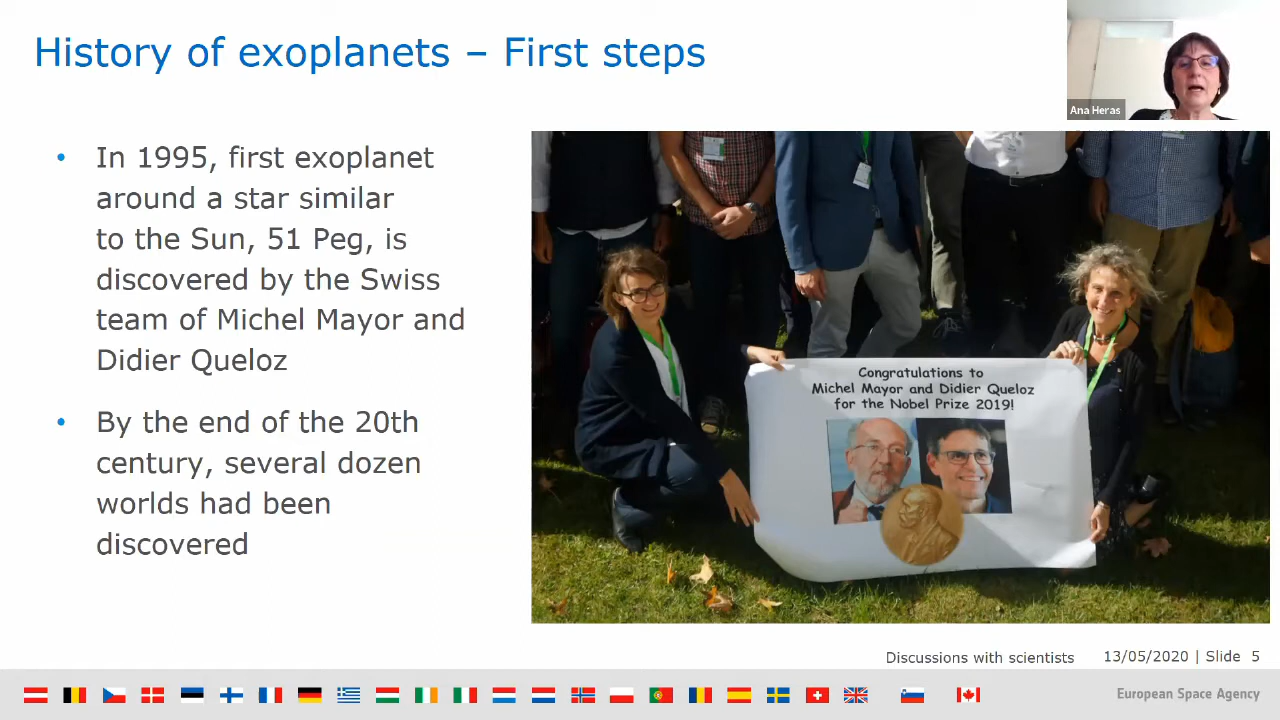 History of exoplanets – First steps
Ana Heras
• In 1995, first exoplanet
around a star similar
to the Sun, 51 Peg, is
discovered by the Swiss
team of Michel Mayor and
Didier Queloz
• By the end of the 20th
century, several dozen
worlds had been
discovered
Congratulations to
Michel Mayor and Didier Queloz
for the Nobel Prize 2019!
Discussions with scientists
13/05/2020 | Slide 5
European Space Agency